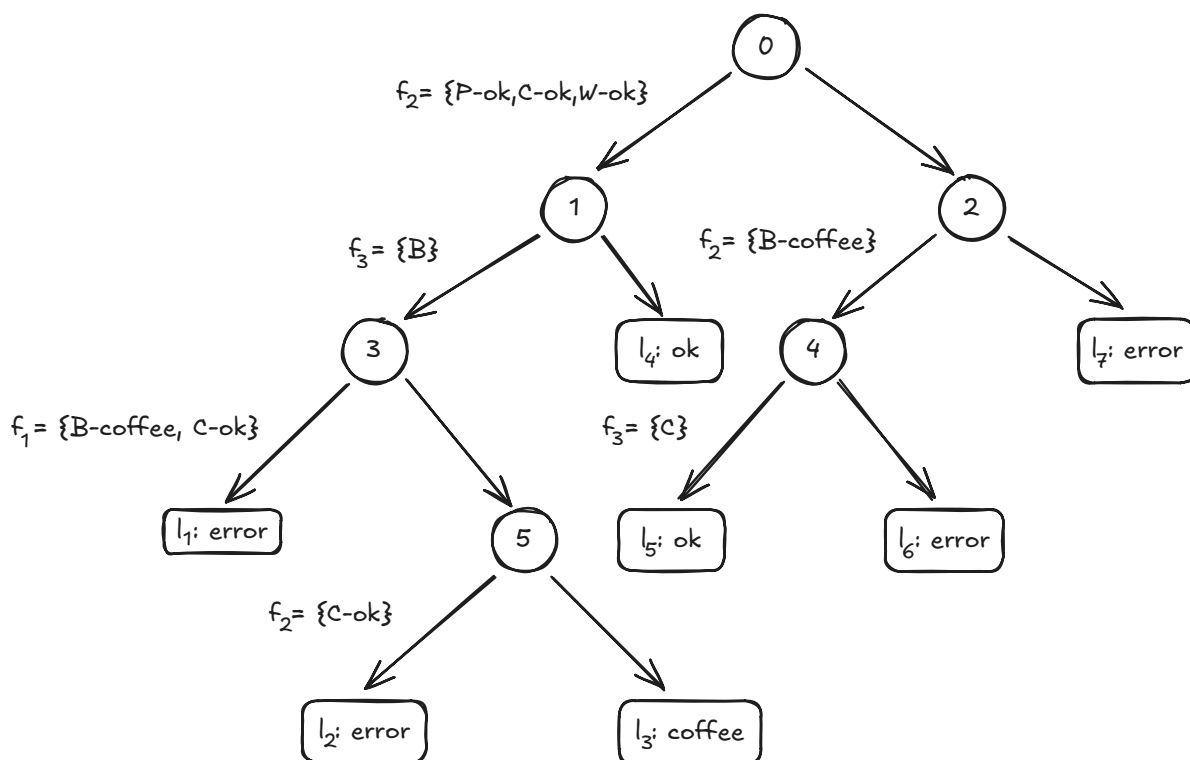 0
f₂= {P-ok,C-ok,W-ok}
1
2
f₃= {B}
f₂= {B-coffee}
3
l₄: ok
4
l₇: error
f₁= {B-coffee, C-ok}
f₃= {C}
l₁: error
5
l₅: ok
l₆: error
f₂= {C-ok}
l₂: error
l₃: coffee